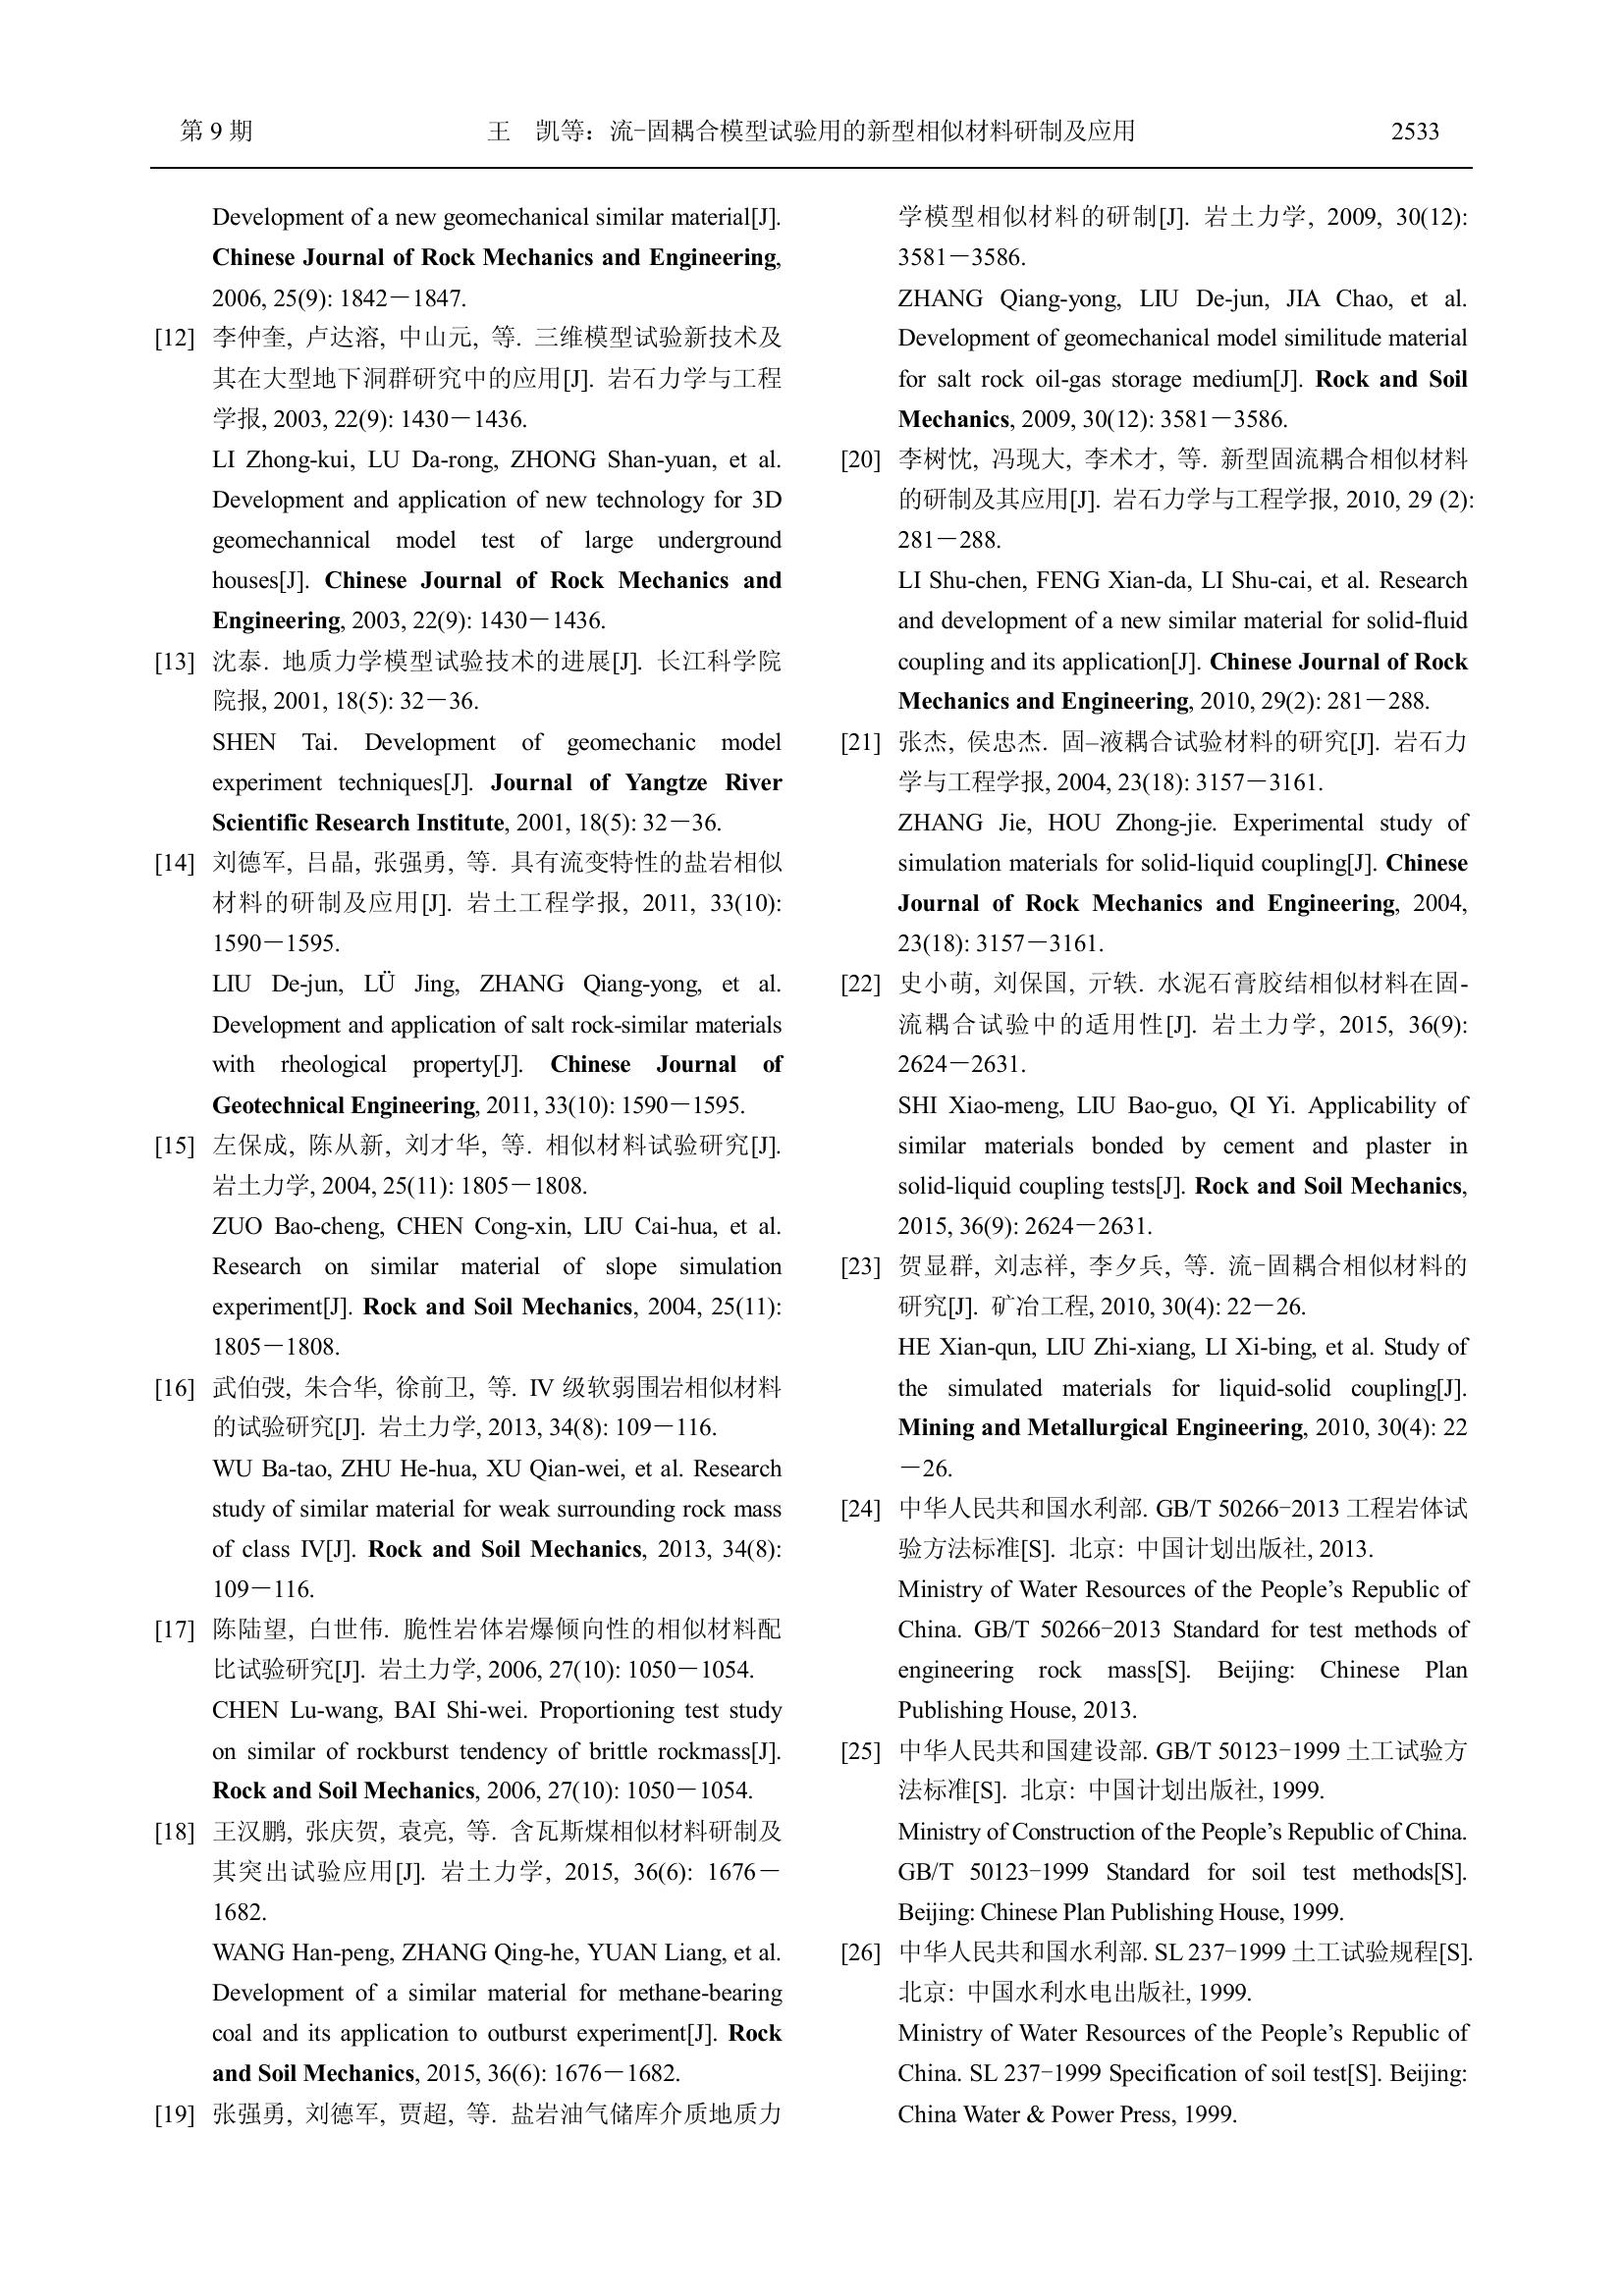 第 9 期
王　凯等：流-固耦合模型试验用的新型相似材料研制及应用
2533
Development of a new geomechanical similar material[J].
Chinese Journal of Rock Mechanics and Engineering,
2006, 25(9): 1842－1847.
[12] 李仲奎, 卢达溶, 中山元, 等. 三维模型试验新技术及
其在大型地下洞群研究中的应用[J]. 岩石力学与工程
学报, 2003, 22(9): 1430－1436.
LI Zhong-kui, LU Da-rong, ZHONG Shan-yuan, et al.
Development and application of new technology for 3D
geomechannical model test of large underground
houses[J]. Chinese Journal of Rock Mechanics and
Engineering, 2003, 22(9): 1430－1436.
[13] 沈泰. 地质力学模型试验技术的进展[J]. 长江科学院
院报, 2001, 18(5): 32－36.
SHEN Tai. Development of geomechanic model
experiment techniques[J]. Journal of Yangtze River
Scientific Research Institute, 2001, 18(5): 32－36.
[14] 刘德军, 吕晶, 张强勇, 等. 具有流变特性的盐岩相似
材料的研制及应用[J]. 岩土工程学报, 2011, 33(10):
1590－1595.
LIU De-jun, LÜ Jing, ZHANG Qiang-yong, et al.
Development and application of salt rock-similar materials
with rheological property[J]. Chinese Journal of
Geotechnical Engineering, 2011, 33(10): 1590－1595.
[15] 左保成, 陈从新, 刘才华, 等. 相似材料试验研究[J].
岩土力学, 2004, 25(11): 1805－1808.
ZUO Bao-cheng, CHEN Cong-xin, LIU Cai-hua, et al.
Research on similar material of slope simulation
experiment[J]. Rock and Soil Mechanics, 2004, 25(11):
1805－1808.
[16] 武伯弢, 朱合华, 徐前卫, 等. IV 级软弱围岩相似材料
的试验研究[J]. 岩土力学, 2013, 34(8): 109－116.
WU Ba-tao, ZHU He-hua, XU Qian-wei, et al. Research
study of similar material for weak surrounding rock mass
of class IV[J]. Rock and Soil Mechanics, 2013, 34(8):
109－116.
[17] 陈陆望, 白世伟. 脆性岩体岩爆倾向性的相似材料配
比试验研究[J]. 岩土力学, 2006, 27(10): 1050－1054.
CHEN Lu-wang, BAI Shi-wei. Proportioning test study
on similar of rockburst tendency of brittle rockmass[J].
Rock and Soil Mechanics, 2006, 27(10): 1050－1054.
[18] 王汉鹏, 张庆贺, 袁亮, 等. 含瓦斯煤相似材料研制及
其突出试验应用[J]. 岩土力学, 2015, 36(6): 1676－
1682.
WANG Han-peng, ZHANG Qing-he, YUAN Liang, et al.
Development of a similar material for methane-bearing
coal and its application to outburst experiment[J]. Rock
and Soil Mechanics, 2015, 36(6): 1676－1682.
[19] 张强勇, 刘德军, 贾超, 等. 盐岩油气储库介质地质力
学模型相似材料的研制[J]. 岩土力学, 2009, 30(12):
3581－3586.
ZHANG Qiang-yong, LIU De-jun, JIA Chao, et al.
Development of geomechanical model similitude material
for salt rock oil-gas storage medium[J]. Rock and Soil
Mechanics, 2009, 30(12): 3581－3586.
[20] 李树忱, 冯现大, 李术才, 等. 新型固流耦合相似材料
的研制及其应用[J]. 岩石力学与工程学报, 2010, 29 (2):
281－288.
LI Shu-chen, FENG Xian-da, LI Shu-cai, et al. Research
and development of a new similar material for solid-fluid
coupling and its application[J]. Chinese Journal of Rock
Mechanics and Engineering, 2010, 29(2): 281－288.
[21] 张杰, 侯忠杰. 固–液耦合试验材料的研究[J]. 岩石力
学与工程学报, 2004, 23(18): 3157－3161.
ZHANG Jie, HOU Zhong-jie. Experimental study of
simulation materials for solid-liquid coupling[J]. Chinese
Journal of Rock Mechanics and Engineering, 2004,
23(18): 3157－3161.
[22] 史小萌, 刘保国, 亓轶. 水泥石膏胶结相似材料在固-
流耦合试验中的适用性[J]. 岩土力学, 2015, 36(9):
2624－2631.
SHI Xiao-meng, LIU Bao-guo, QI Yi. Applicability of
similar materials bonded by cement and plaster in
solid-liquid coupling tests[J]. Rock and Soil Mechanics,
2015, 36(9): 2624－2631.
[23] 贺显群, 刘志祥, 李夕兵, 等. 流-固耦合相似材料的
研究[J]. 矿冶工程, 2010, 30(4): 22－26.
HE Xian-qun, LIU Zhi-xiang, LI Xi-bing, et al. Study of
the simulated materials for liquid-solid coupling[J].
Mining and Metallurgical Engineering, 2010, 30(4): 22
－26.
[24] 中华人民共和国水利部. GB/T 50266-2013 工程岩体试
验方法标准[S]. 北京: 中国计划出版社, 2013.
Ministry of Water Resources of the People’s Republic of
China. GB/T 50266-2013 Standard for test methods of
engineering rock mass[S]. Beijing: Chinese Plan
Publishing House, 2013.
[25] 中华人民共和国建设部. GB/T 50123-1999 土工试验方
法标准[S]. 北京: 中国计划出版社, 1999.
Ministry of Construction of the People’s Republic of China.
GB/T 50123-1999 Standard for soil test methods[S].
Beijing: Chinese Plan Publishing House, 1999.
[26] 中华人民共和国水利部. SL 237-1999 土工试验规程[S].
北京: 中国水利水电出版社, 1999.
Ministry of Water Resources of the People’s Republic of
China. SL 237-1999 Specification of soil test[S]. Beijing:
China Water & Power Press, 1999.